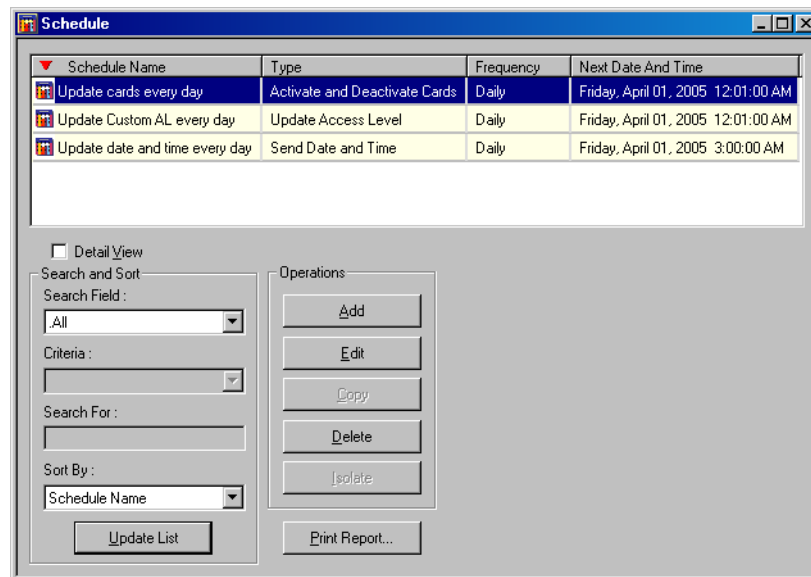 Schedule
Schedule Name Type Frequency Next Date And Time
Update cards every day Activate and Deactivate Cards Daily Friday, April 01, 2005 12:01:00 AM
Update Custom AL every day Update Access Level Daily Friday, April 01, 2005 12:01:00 AM
Update date and time every day Send Date and Time Daily Friday, April 01, 2005 3:00:00 AM
Detail View
Search and Sort
Search Field :
.All
Criteria :
Search For :
Sort By :
Schedule Name
Update List
Operations
Add
Edit
Copy
Delete
Isolate
Print Report...